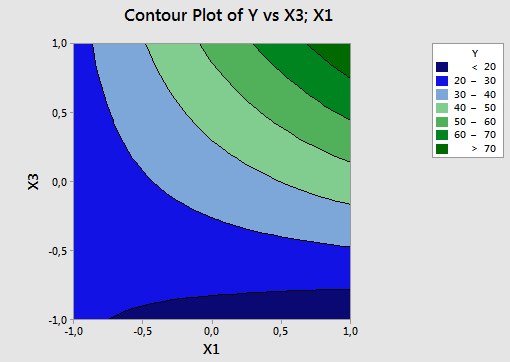 Contour Plot of Y vs X3; X1
Y
< 20
20 – 30
30 – 40
40 – 50
50 – 60
60 – 70
> 70
1,0
0,5
0,0
-0,5
-1,0
X3
-1,0 -0,5 0,0 0,5 1,0
X1